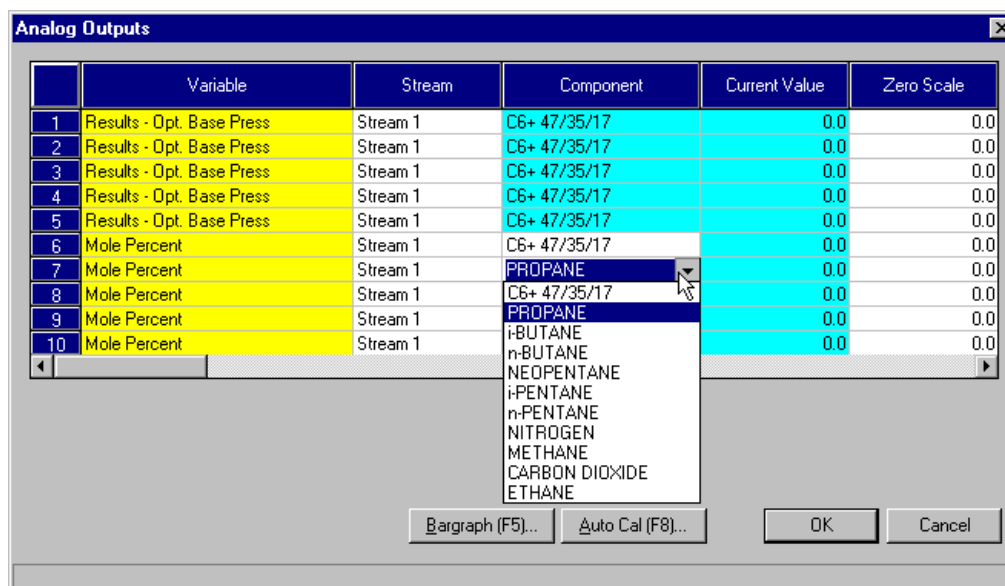 Analog Outputs
Variable Stream Component Current Value Zero Scale
1 Results - Opt. Base Press Stream 1 C6+ 47/35/17 0.0 0.0
2 Results - Opt. Base Press Stream 1 C6+ 47/35/17 0.0 0.0
3 Results - Opt. Base Press Stream 1 C6+ 47/35/17 0.0 0.0
4 Results - Opt. Base Press Stream 1 C6+ 47/35/17 0.0 0.0
5 Results - Opt. Base Press Stream 1 C6+ 47/35/17 0.0 0.0
6 Mole Percent Stream 1 C6+ 47/35/17 0.0 0.0
7 Mole Percent Stream 1 PROPANE 0.0 0.0
8 Mole Percent Stream 1 C6+ 47/35/17 0.0 0.0
PROPANE
9 Mole Percent Stream 1 i-BUTANE 0.0 0.0
10 Mole Percent Stream 1 n-BUTANE 0.0 0.0
NEOPENTANE
i-PENTANE
n-PENTANE
NITROGEN
METHANE
CARBON DIOXIDE
ETHANE
Bargraph (F5)... Auto Cal (F8)... OK Cancel